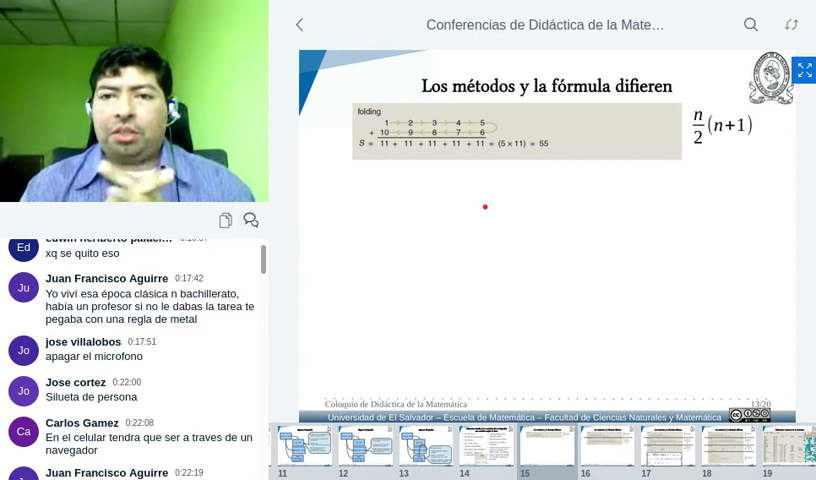 Conferencias de Didáctica de la Mate…
Los métodos y la fórmula difieren
folding
1 2 3 4 5
+ 10 9 8 7 6
S = 11 + 11 + 11 + 11 + 11 = (5 × 11) = 55
n/2 (n+1)
Coloquio de Didáctica de la Matemática 13/20
Universidad de El Salvador – Escuela de Matemática – Facultad de Ciencias Naturales y Matemática
11 12 13 14 15 16 17 18 19
Ed
xq se quito eso
Ju
Juan Francisco Aguirre 0:17:42
Yo viví esa época clásica n bachillerato,
había un profesor si no le dabas la tarea te
pegaba con una regla de metal
Jo
jose villalobos 0:17:51
apagar el microfono
Jo
Jose cortez 0:22:00
Silueta de persona
Ca
Carlos Gamez 0:22:08
En el celular tendra que ser a traves de un
navegador
Ju
Juan Francisco Aguirre 0:22:19